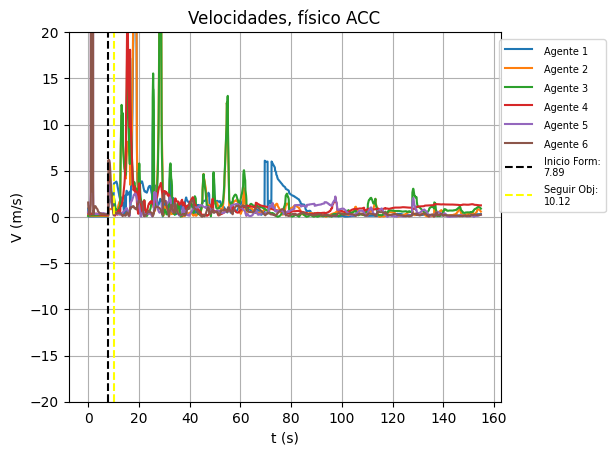 Velocidades, físico ACC
V (m/s)
20
15
10
5
0
−5
−10
−15
−20
0
20
40
60
80
100
120
140
160
t (s)
Agente 1
Agente 2
Agente 3
Agente 4
Agente 5
Agente 6
Inicio Form:
7.89
Seguir Obj:
10.12